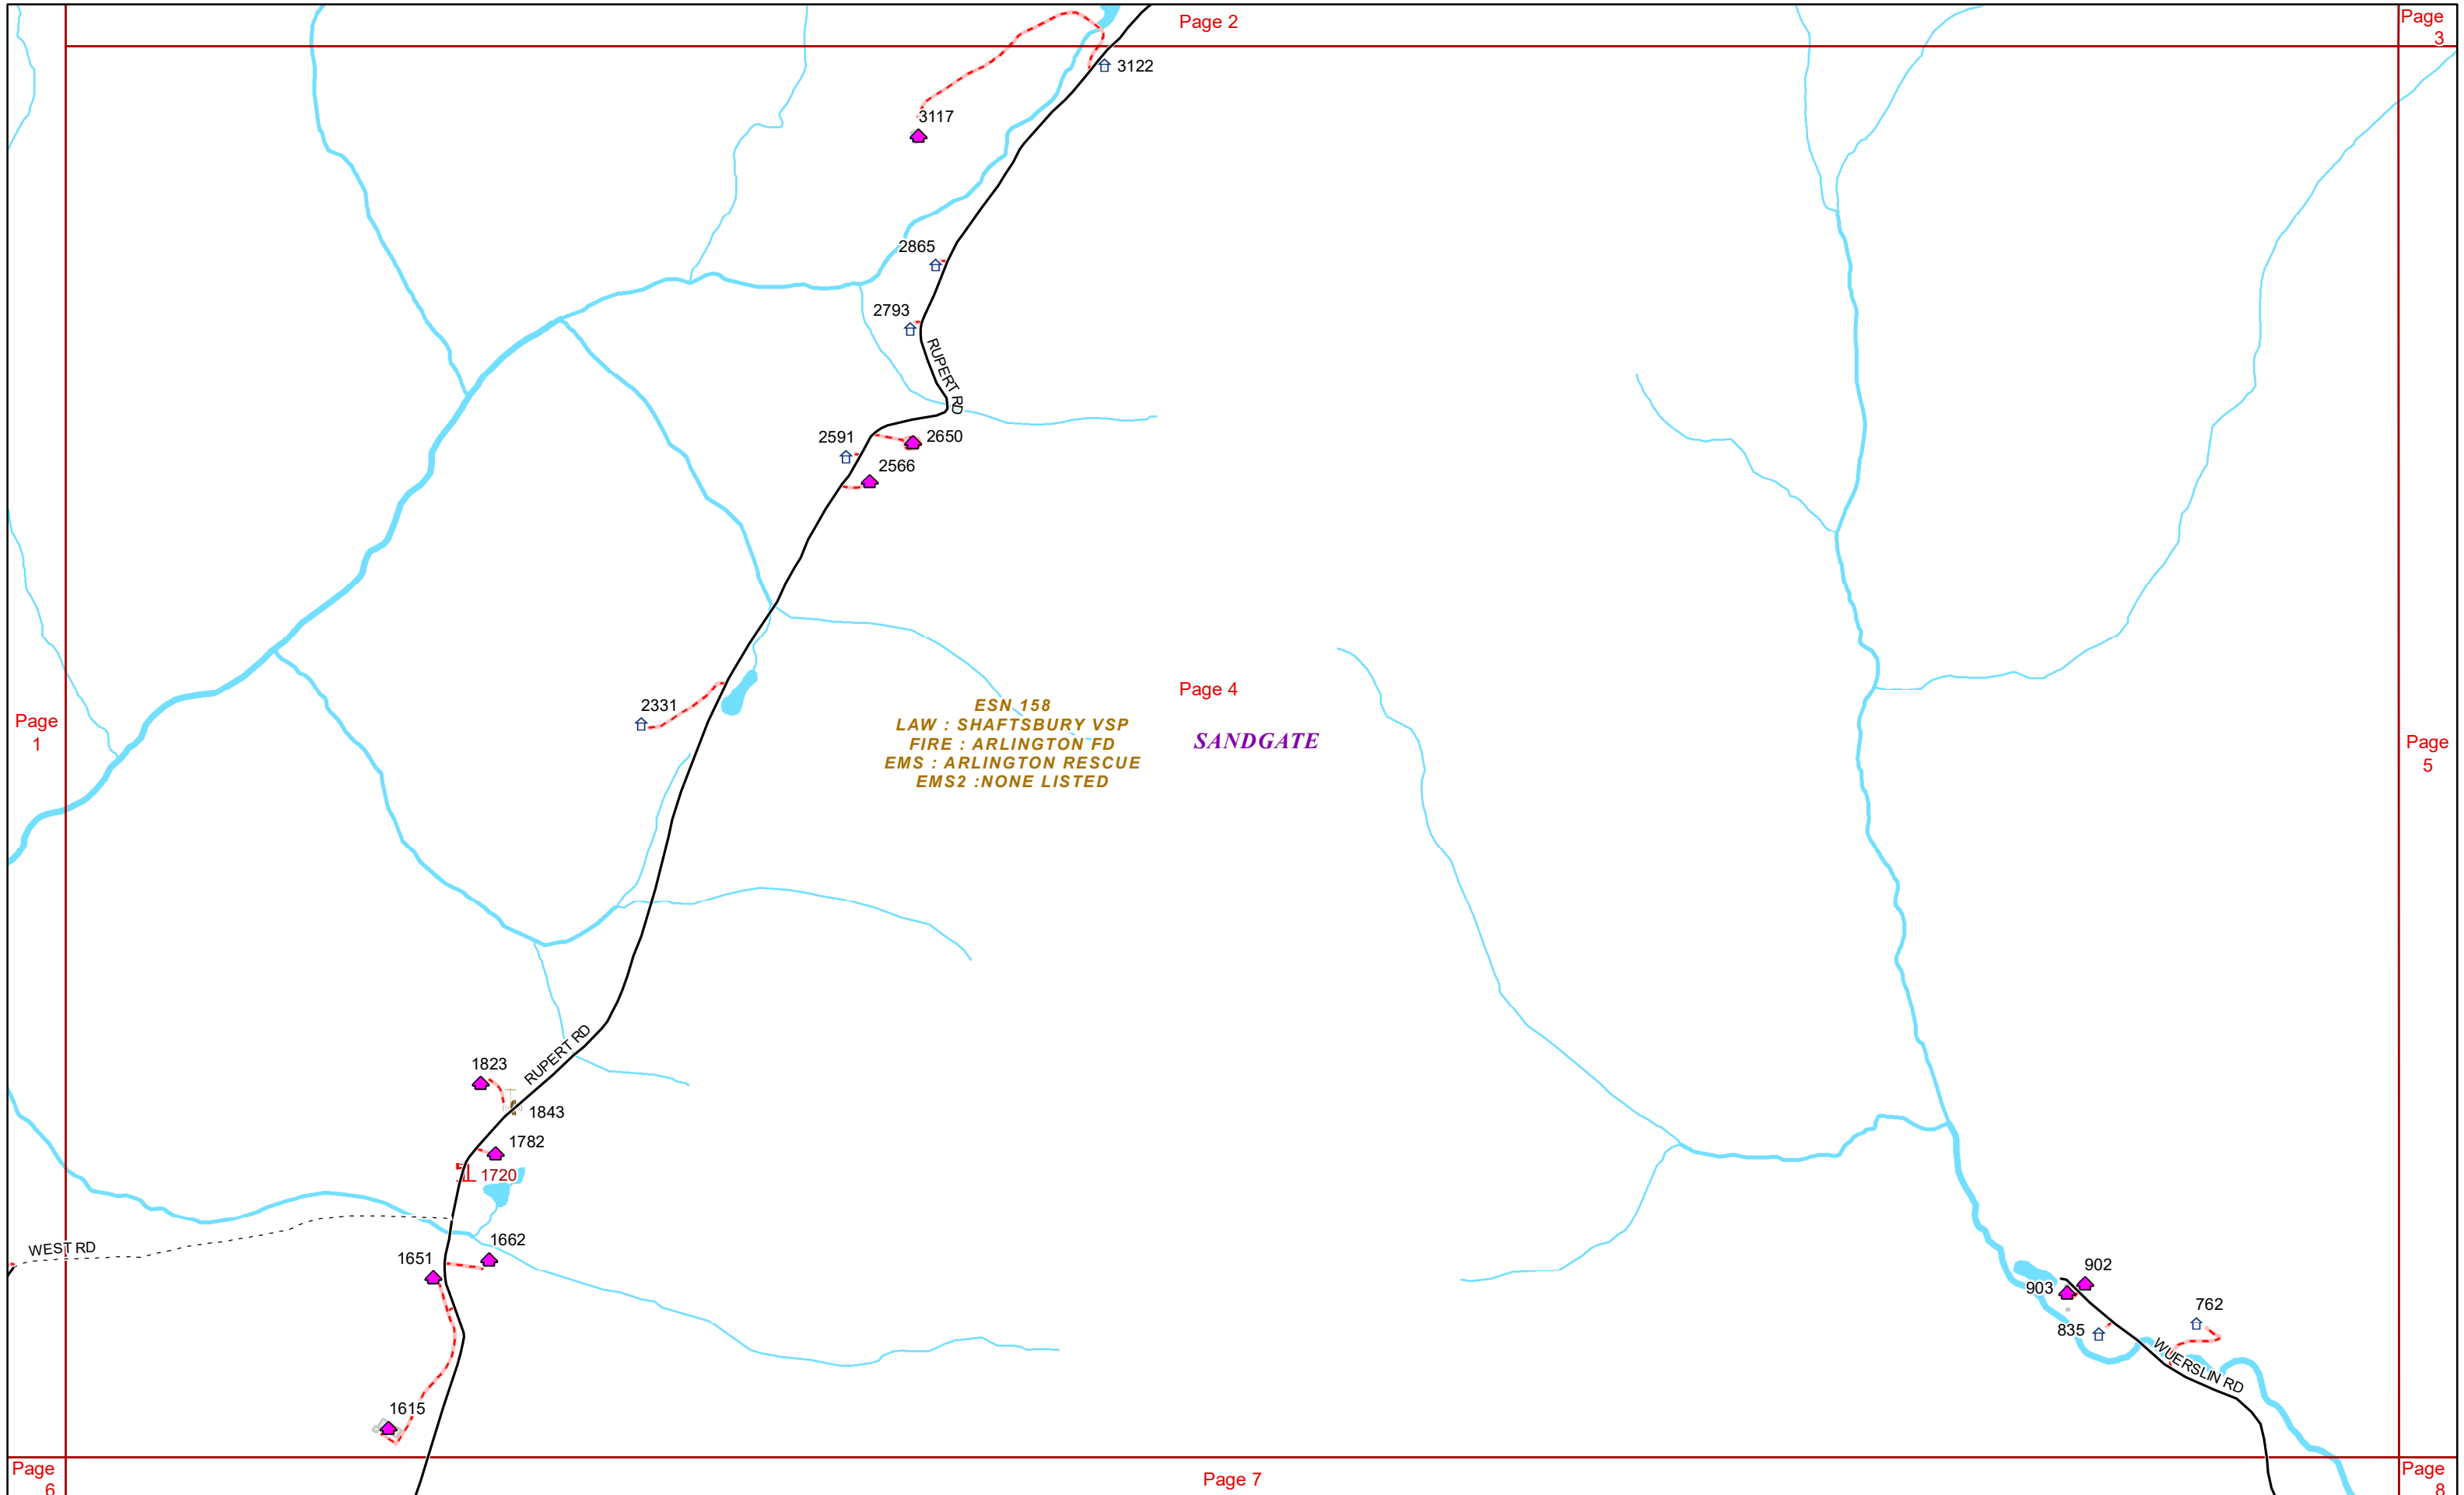 Page 2
Page
3
3122
3117
2865
2793
RUPERT RD
2591
2650
2566
Page 4
2331
ESN 158
LAW : SHAFTSBURY VSP
FIRE : ARLINGTON FD
EMS : ARLINGTON RESCUE
EMS2 :NONE LISTED
SANDGATE
Page
1
Page
5
RUPERT RD
1823
1843
1782
1720
WEST RD
1651
1662
902
903
762
835
WUERSLIN RD
1615
Page
6
Page 7
Page
8